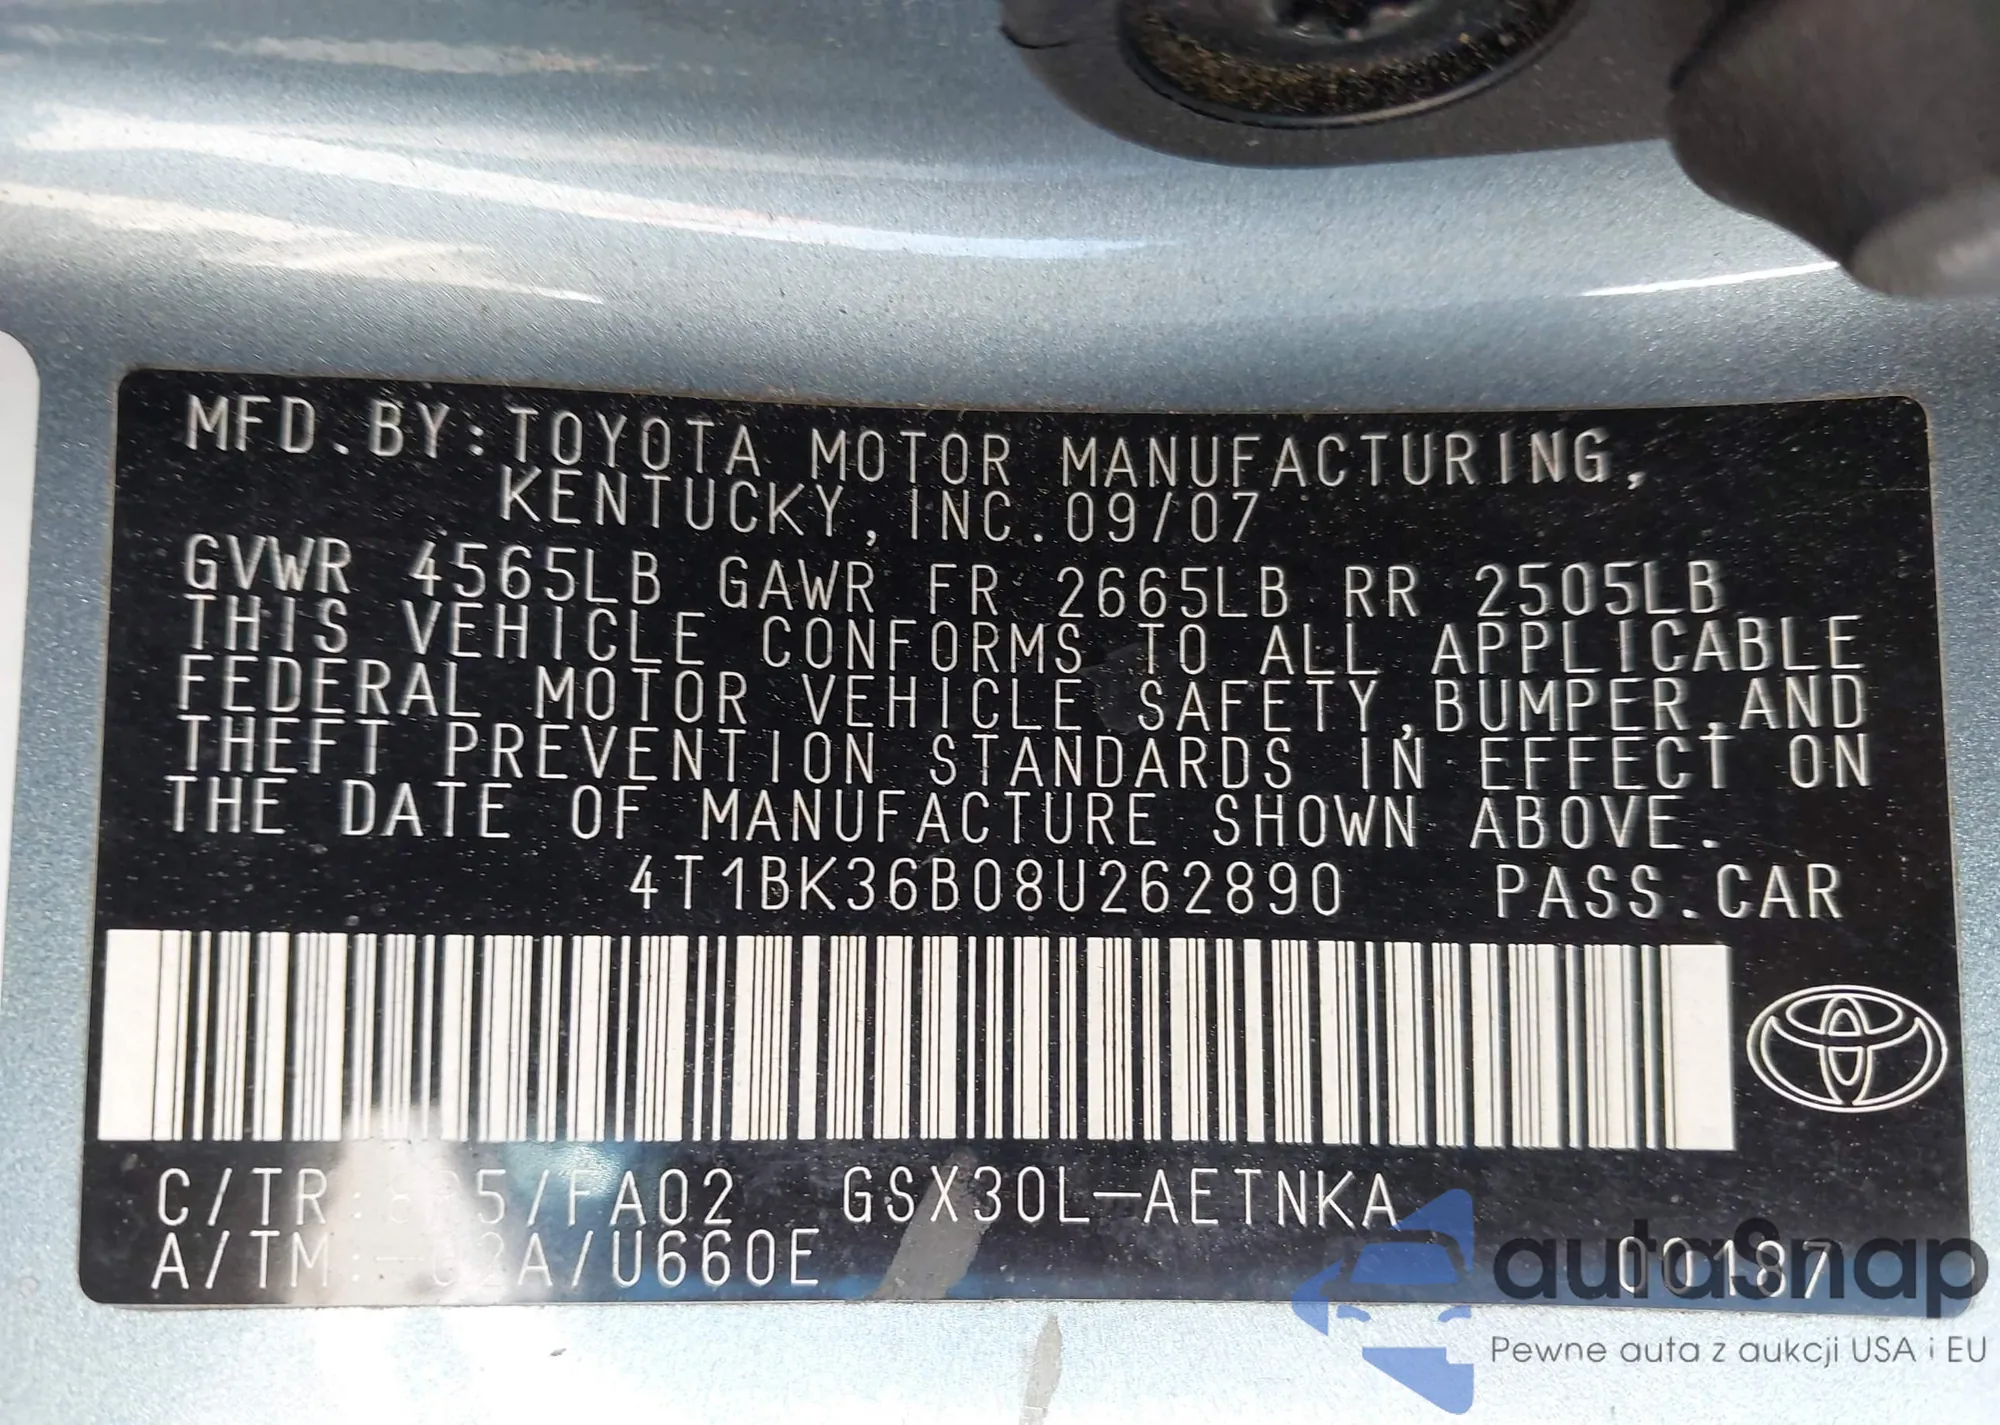 MFD.BY:TOYOTA MOTOR MANUFACTURING,
KENTUCKY,INC.09/07
GVWR 4565LB GAWR FR 2665LB RR 2505LB
THIS VEHICLE CONFORMS TO ALL APPLICABLE
FEDERAL MOTOR VEHICLE SAFETY,BUMPER,AND
THEFT PREVENTION STANDARDS IN EFFECT ON
THE DATE OF MANUFACTURE SHOWN ABOVE.
4T1BK36B08U262890 PASS.CAR
C/TR: /FA02 GSX30L-AETNKA
A/TM:-02A/U660E
00187
autosnap
Pewne auta z aukcji USA i EU